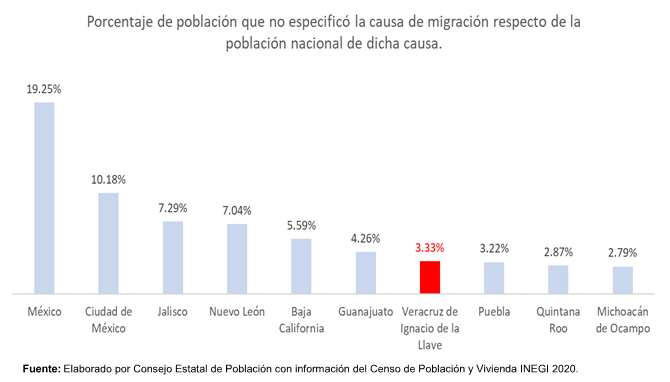 Porcentaje de población que no especificó la causa de migración respecto de la
población nacional de dicha causa.
19.25%
10.18%
7.29%
7.04%
5.59%
4.26%
3.33%
3.22%
2.87%
2.79%
México
Ciudad de
México
Jalisco
Nuevo León
Baja
California
Guanajuato
Veracruz de
Ignacio de la
Llave
Puebla
Quintana
Roo
Michoacán
de Ocampo
Fuente: Elaborado por Consejo Estatal de Población con información del Censo de Población y Vivienda INEGI 2020.